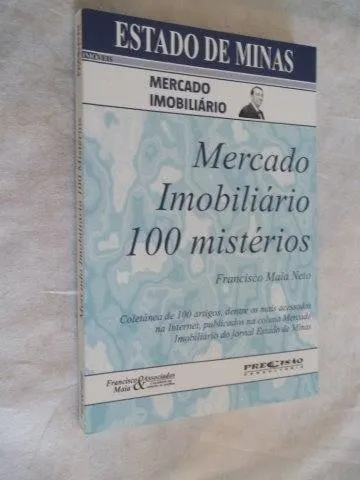 ESTADO DE MINAS
IMÓVEIS
MERCADO
IMOBILIÁRIO
Mercado
Imobiliário
100 mistérios
Francisco Maia Neto
Coletânea de 100 artigos, dentre os mais acessados
na Internet, publicados na coluna Mercado
Imobiliário do jornal Estado de Minas
Francisco & Associados
Maia
PRECISÃO
CONSULTORIA
Mercado Imobiliário 100 Mistérios